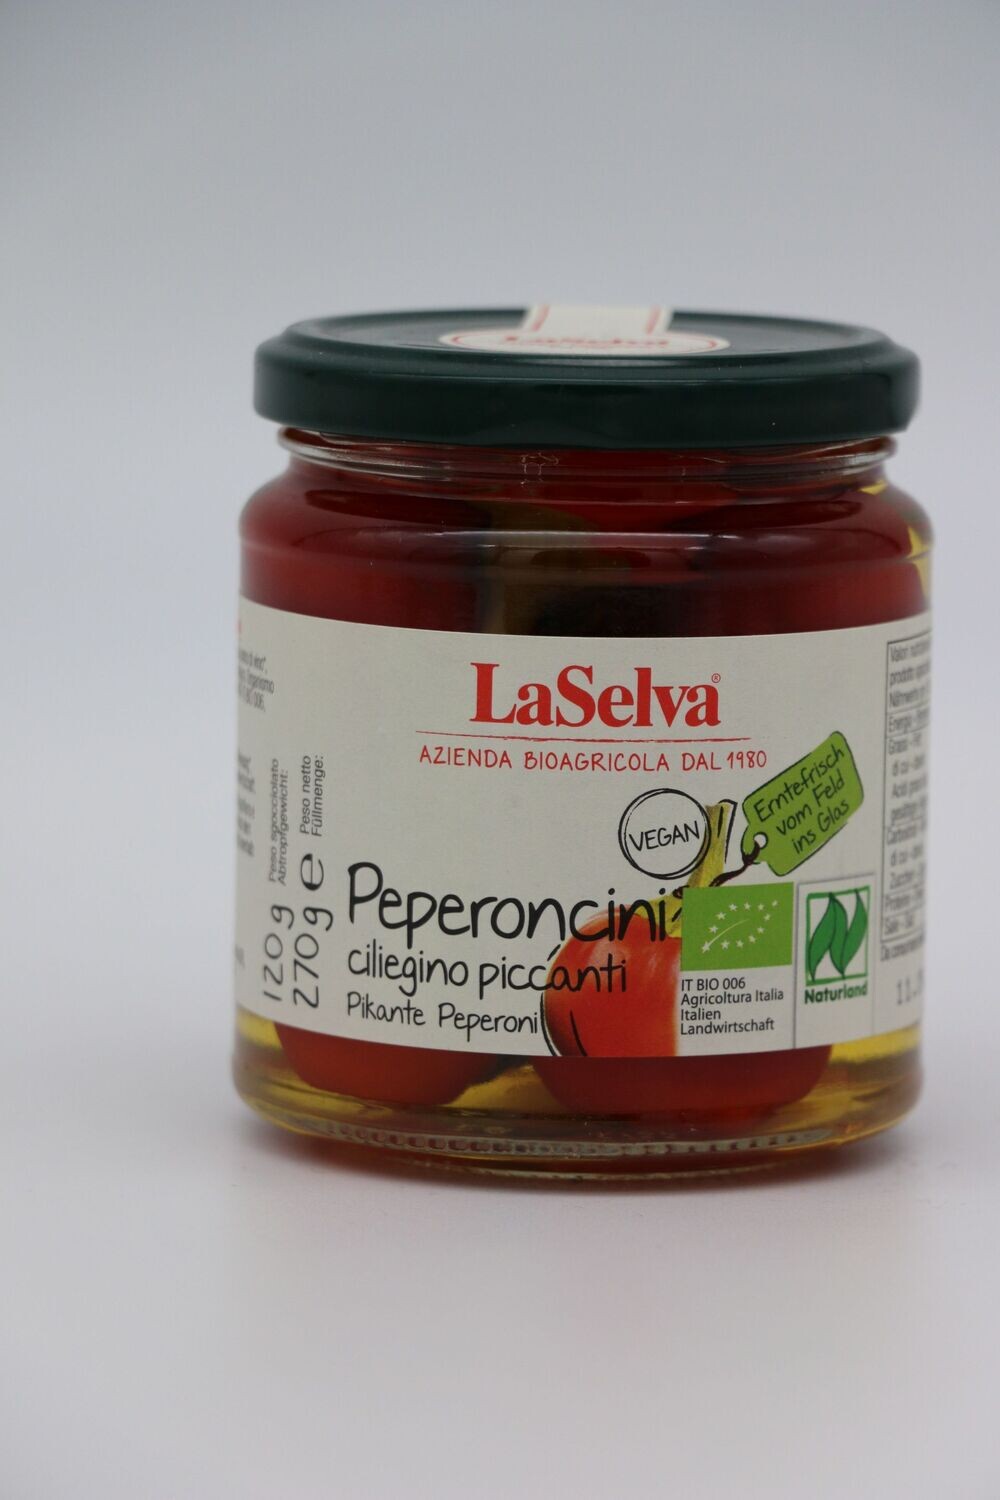 LaSelva
LaSelva®
AZIENDA BIOAGRICOLA DAL 1980
VEGAN
Erntefrisch
vom Feld
ins Glas
Peperoncini
ciliegino piccanti
Pikante Peperoni
IT BIO 006
Agricoltura Italia
Italien
Landwirtschaft
Naturland
120 g Peso sgocciolato
Abtropfgewicht:
270 g e Peso netto
Füllmenge: